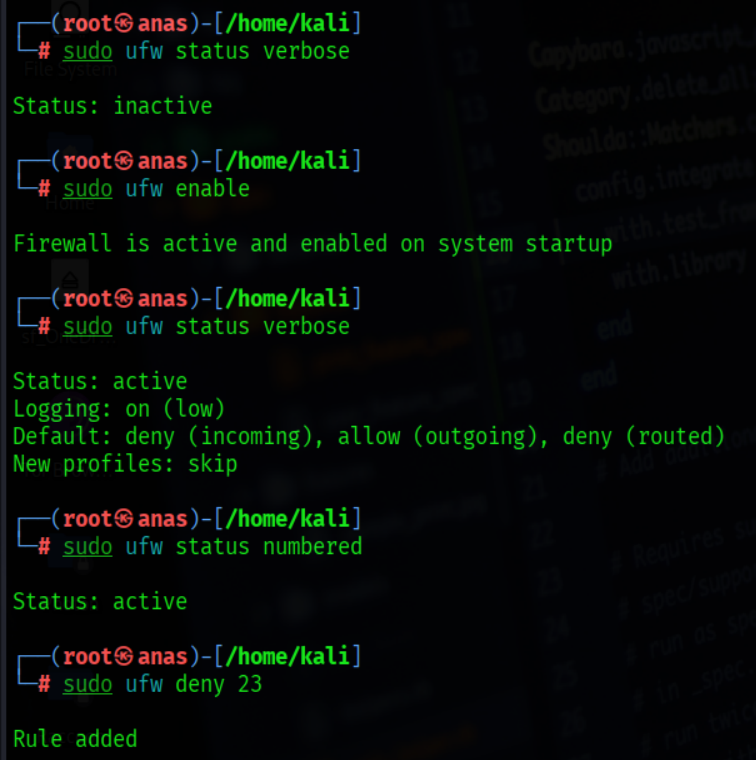 ┌──(root㉿anas)-[/home/kali]
└─# sudo ufw status verbose
Status: inactive
┌──(root㉿anas)-[/home/kali]
└─# sudo ufw enable
Firewall is active and enabled on system startup
┌──(root㉿anas)-[/home/kali]
└─# sudo ufw status verbose
Status: active
Logging: on (low)
Default: deny (incoming), allow (outgoing), deny (routed)
New profiles: skip
┌──(root㉿anas)-[/home/kali]
└─# sudo ufw status numbered
Status: active
┌──(root㉿anas)-[/home/kali]
└─# sudo ufw deny 23
Rule added